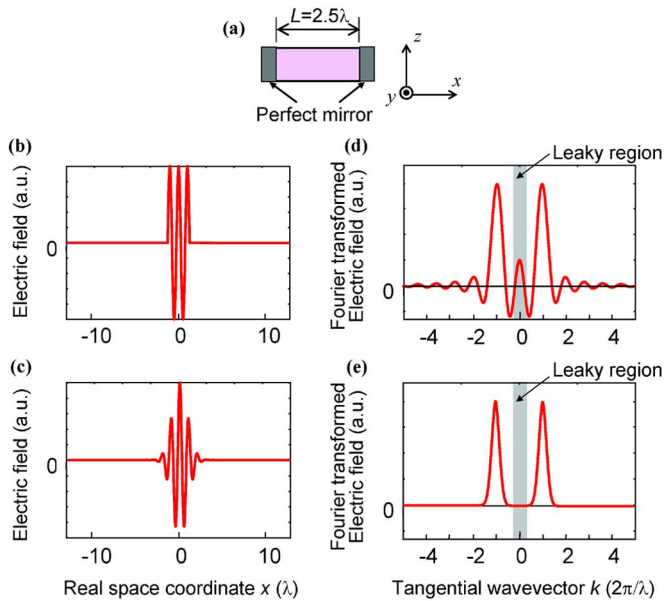 (a)
L=2.5λ
Perfect mirror
z
y
x
(b)
Electric field (a.u.)
0
-10
0
10
(d)
Leaky region
Fourier transformed
Electric field (a.u.)
0
-4
-2
0
2
4
(c)
Electric field (a.u.)
0
-10
0
10
Real space coordinate x (λ)
(e)
Leaky region
Fourier transformed
Electric field (a.u.)
0
-4
-2
0
2
4
Tangential wavevector k (2π/λ)